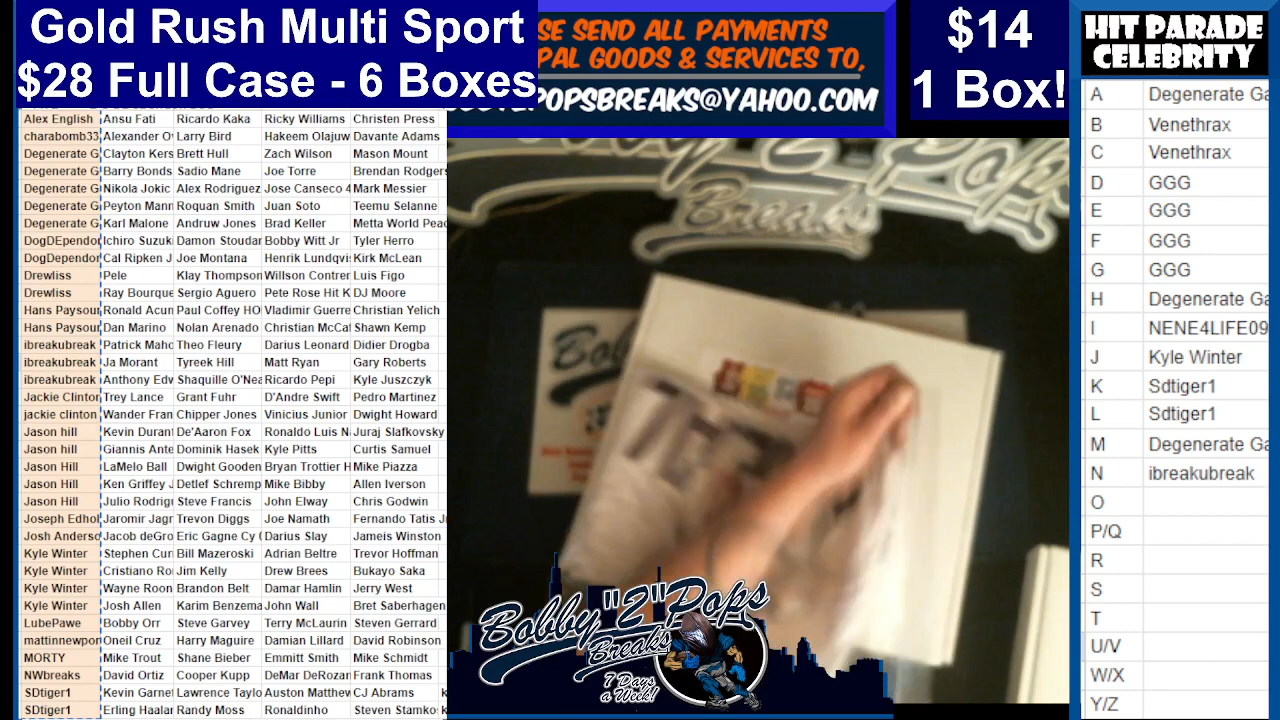 Gold Rush Multi Sport
$28 Full Case - 6 Boxes
SE SEND ALL PAYMENTS
PAL GOODS & SERVICES TO,
POPSBREAKS@YAHOO.COM
$14
1 Box!
HIT PARADE
CELEBRITY
Alex English Ansu Fati Ricardo Kaka Ricky Williams Christen Press
charabomb33 Alexander O Larry Bird Hakeem Olajuw Davante Adams
Degenerate G Clayton Kers Brett Hull Zach Wilson Mason Mount
Degenerate G Barry Bonds Sadio Mane Joe Torre Brendan Rodgers
Degenerate G Nikola Jokic Alex Rodriguez Jose Canseco 4 Mark Messier
Degenerate G Peyton Mann Roquan Smith Juan Soto Teemu Selanne
Degenerate G Karl Malone Andruw Jones Brad Keller Metta World Peac
DogDEpendor Ichiro Suzuk Damon Stoudar Bobby Witt Jr Tyler Herro
DogDependor Cal Ripken J Joe Montana Henrik Lundqvis Kirk McLean
Drewliss Pele Klay Thompson Willson Contrer Luis Figo
Drewliss Ray Bourque Sergio Aguero Pete Rose Hit K DJ Moore
Hans Paysour Ronald Acun Paul Coffey HO Vladimir Guerre Christian Yelich
Hans Paysour Dan Marino Nolan Arenado Christian McCaf Shawn Kemp
ibreakubreak Patrick Maho Theo Fleury Darius Leonard Didier Drogba
ibreakubreak Ja Morant Tyreek Hill Matt Ryan Gary Roberts
ibreakubreak Anthony Edw Shaquille O'Nea Ricardo Pepi Kyle Juszczyk
Jackie Clinton Trey Lance Grant Fuhr D'Andre Swift Pedro Martinez
jackie clinton Wander Fran Chipper Jones Vinicius Junior Dwight Howard
Jason hill Kevin Duran De'Aaron Fox Ronaldo Luis N Juraj Slafkovsky
Jason hill Giannis Ante Dominik Hasek Kyle Pitts Curtis Samuel
Jason Hill LaMelo Ball Dwight Gooden Bryan Trottier H Mike Piazza
Jason Hill Ken Griffey J Detlef Schremp Mike Bibby Allen Iverson
Jason Hill Julio Rodrig Steve Francis John Elway Chris Godwin
Joseph Edhol Jaromir Jagr Trevon Diggs Joe Namath Fernando Tatis J
Josh Anderso Jacob deGro Eric Gagne Cy Darius Slay Jameis Winston
Kyle Winter Stephen Cur Bill Mazeroski Adrian Beltre Trevor Hoffman
Kyle Winter Cristiano Ro Jim Kelly Drew Brees Bukayo Saka
Kyle Winter Wayne Roon Brandon Belt Damar Hamlin Jerry West
Kyle Winter Josh Allen Karim Benzema John Wall Bret Saberhagen
LubePawe Bobby Orr Steve Garvey Terry McLaurin Steven Gerrard
mattinnewpor Oneil Cruz Harry Maguire Damian Lillard David Robinson
MORTY Mike Trout Shane Bieber Emmitt Smith Mike Schmidt
NWbreaks David Ortiz Cooper Kupp DeMar DeRozan Frank Thomas
SDtiger1 Kevin Garne Lawrence Taylo Auston Matthew CJ Abrams
SDtiger1 Erling Haalan Randy Moss Ronaldinho Steven Stamko
Breaks
Bobby "2" Pops
Breaks
7 Days
a Week!
A Degenerate Ga
B Venethrax
C Venethrax
D GGG
E GGG
F GGG
G GGG
H Degenerate Ga
I NENE4LIFE09
J Kyle Winter
K Sdtiger1
L Sdtiger1
M Degenerate Ga
N ibreakubreak
O
P/Q
R
S
T
U/V
W/X
Y/Z